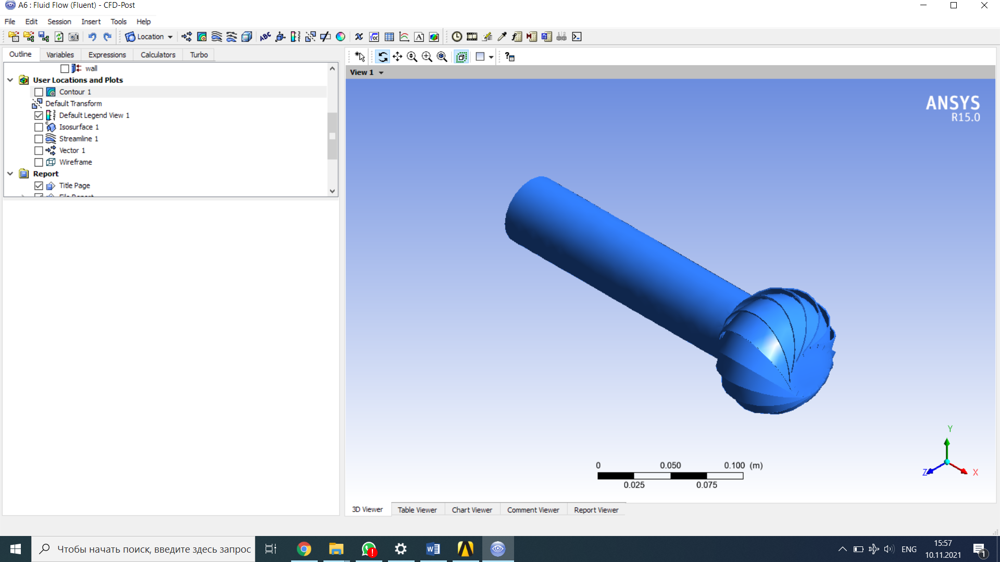 A6 : Fluid Flow (Fluent) - CFD-Post
File Edit Session Insert Tools Help
Location
Outline Variables Expressions Calculators Turbo
wall
User Locations and Plots
Contour 1
Default Transform
Default Legend View 1
Isosurface 1
Streamline 1
Vector 1
Wireframe
Report
Title Page
File Report
View 1
ANSYS
R15.0
Y
Z X
0 0.050 0.100 (m)
0.025 0.075
3D Viewer Table Viewer Chart Viewer Comment Viewer Report Viewer
Чтобы начать поиск, введите здесь запрос
ENG
15:57
10.11.2021
1